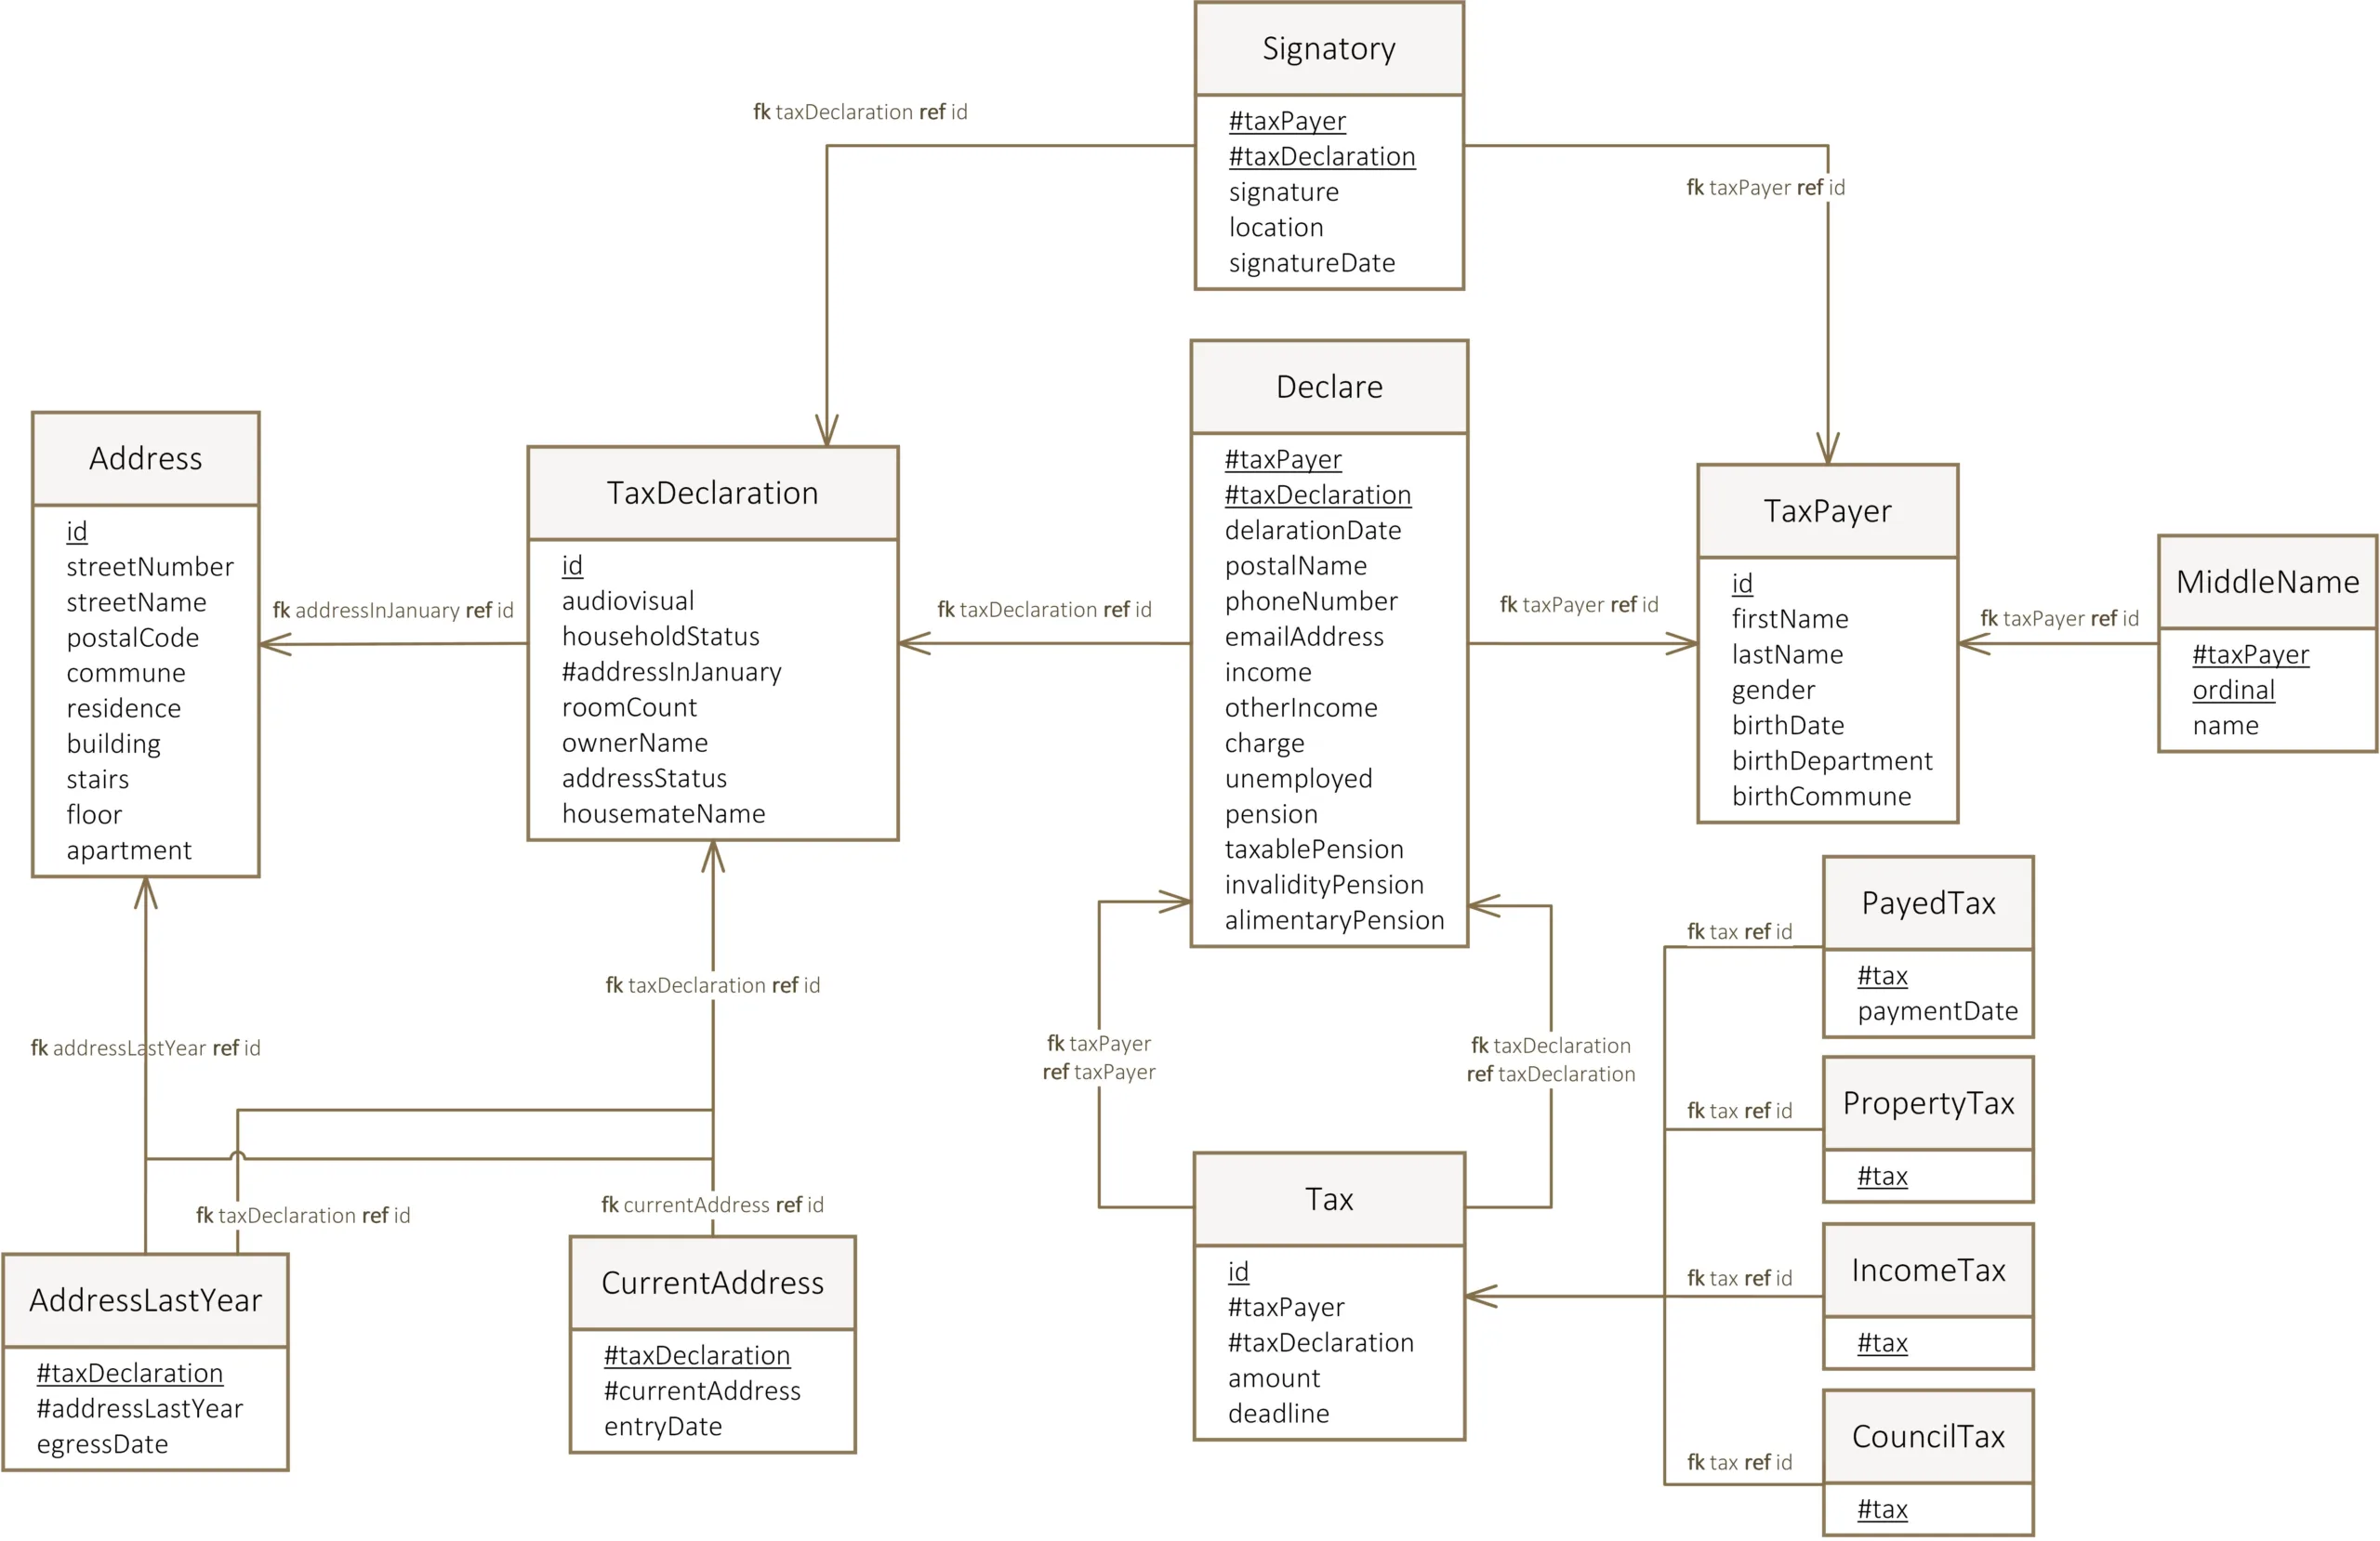 Signatory
#taxPayer
#taxDeclaration
signature
location
signatureDate
fk taxDeclaration ref id
fk taxPayer ref id
Address
id
streetNumber
streetName
postalCode
commune
residence
building
stairs
floor
apartment
fk addressInJanuary ref id
TaxDeclaration
id
audiovisual
householdStatus
#addressInJanuary
roomCount
ownerName
addressStatus
housemateName
fk taxDeclaration ref id
Declare
#taxPayer
#taxDeclaration
delarationDate
postalName
phoneNumber
emailAddress
income
otherIncome
charge
unemployed
pension
taxablePension
invalidityPension
alimentaryPension
fk taxPayer ref id
TaxPayer
id
firstName
lastName
gender
birthDate
birthDepartment
birthCommune
fk taxPayer ref id
MiddleName
#taxPayer
ordinal
name
fk addressLastYear ref id
fk taxDeclaration ref id
fk taxDeclaration ref id
fk currentAddress ref id
AddressLastYear
#taxDeclaration
#addressLastYear
egressDate
CurrentAddress
#taxDeclaration
#currentAddress
entryDate
fk taxPayer
ref taxPayer
fk taxDeclaration
ref taxDeclaration
Tax
id
#taxPayer
#taxDeclaration
amount
deadline
fk tax ref id
PayedTax
#tax
paymentDate
fk tax ref id
PropertyTax
#tax
fk tax ref id
IncomeTax
#tax
fk tax ref id
CouncilTax
#tax